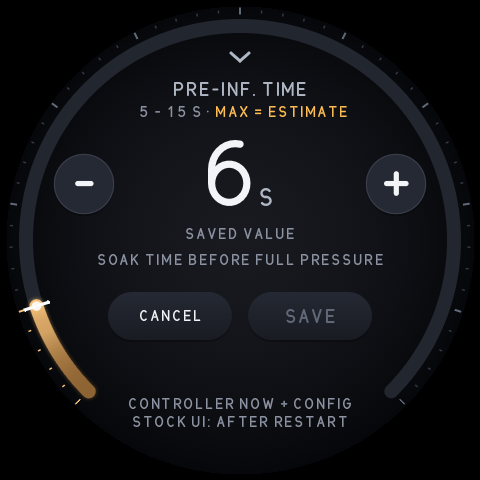 PRE-INF. TIME
5 - 15 S · MAX = ESTIMATE
6 S
SAVED VALUE
SOAK TIME BEFORE FULL PRESSURE
CANCEL
SAVE
CONTROLLER NOW + CONFIG
STOCK UI: AFTER RESTART